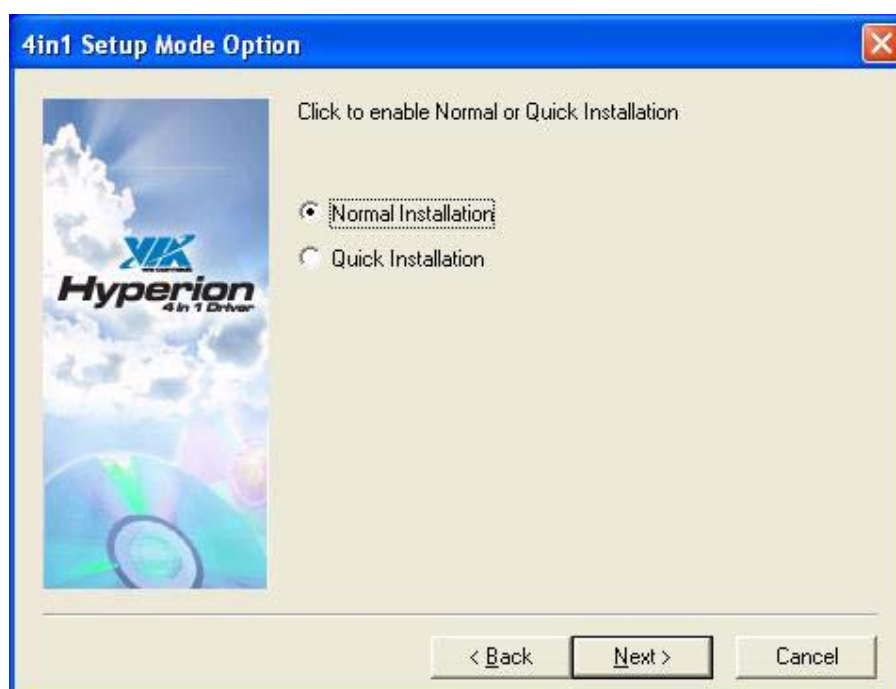 4in1 Setup Mode Option
Click to enable Normal or Quick Installation
Normal Installation
Quick Installation
VIA
Hyperion
4 in 1 Driver
< Back
Next >
Cancel